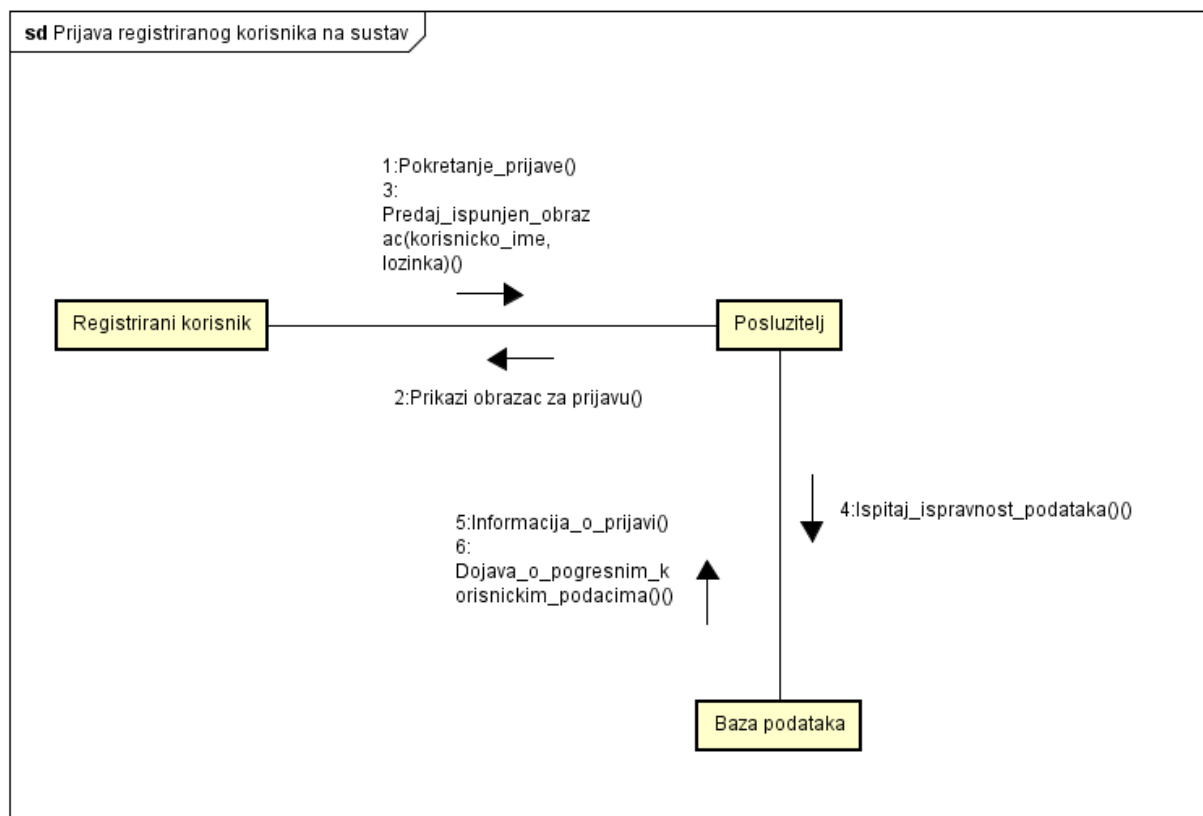 sd Prijava registriranog korisnika na sustav
1:Pokretanje_prijave()
3:
Predaj_ispunjen_obraz
ac(korisnicko_ime,
lozinka)()
Registrirani korisnik
Posluzitelj
2:Prikazi obrazac za prijavu()
4:Ispitaj_ispravnost_podataka()()
5:Informacija_o_prijavi()
6:
Dojava_o_pogresnim_k
orisnickim_podacima()()
Baza podataka